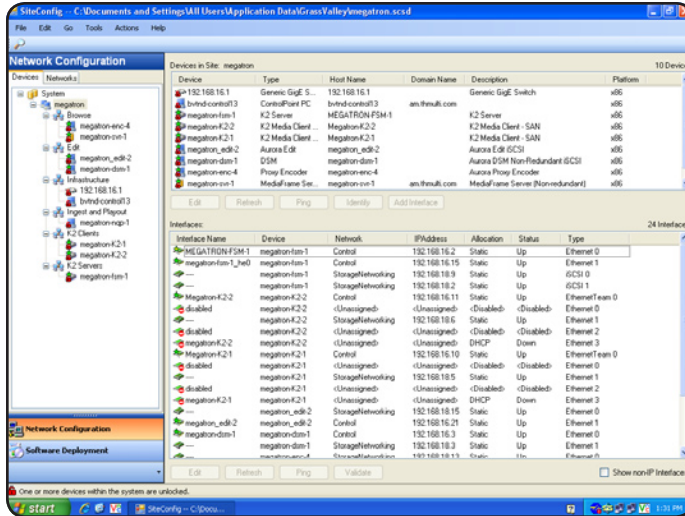 SiteConfig -- C:\Documents and Settings\All Users\Application Data\GrassValley\megatron.scsd
File Edit Go Tools Actions Help
Network Configuration
Devices Networks
System
megatron
Browse
megatron-enc-4
megatron-svr-1
Edit
megatron_edit-2
megatron-dsm-1
Infrastructure
192.168.16.1
bvtnd-control13
Ingest and Playout
megatron-nqp-1
K2 Clients
megatron-K2-1
megatron-K2-2
K2 Servers
megatron-fsm-1
Network Configuration
Software Deployment
Devices in Site: megatron 10 Device
Device Type Host Name Domain Name Description Platform
192.168.16.1 Generic GigE S... 192.168.16.1 Generic GigE Switch x86
bvtnd-control13 ControlPoint PC bvtnd-control13 am.thmulti.com x86
megatron-fsm-1 K2 Server MEGATRON-FSM-1 K2 Server x86
megatron-K2-2 K2 Media Client ... Megatron-K2-2 K2 Media Client - SAN x86
megatron-K2-1 K2 Media Client ... Megatron-K2-1 K2 Media Client - SAN x86
megatron_edit-2 Aurora Edit megatron_edit-2 Aurora Edit iSCSI x86
megatron-dsm-1 DSM megatron-dsm-1 Aurora DSM Non-Redundant iSCSI x86
megatron-enc-4 Proxy Encoder megatron-enc-4 Aurora Proxy Encoder x86
megatron-svr-1 MediaFrame Ser... megatron-svr-1 am.thmulti.com MediaFrame Server (Non-redundant) x86
Edit Refresh Ping Identify Add Interface
Interfaces: 24 Interface
Interface Name Device Network IPAddress Allocation Status Type
MEGATRON-FSM-1 megatron-fsm-1 Control 192.168.16.2 Static Up Ethernet 0
megatron-fsm-1_he0 megatron-fsm-1 Control 192.168.16.15 Static Up Ethernet 1
--- megatron-fsm-1 StorageNetworking 192.168.18.9 Static Up iSCSI 0
--- megatron-fsm-1 StorageNetworking 192.168.18.2 Static Up iSCSI 1
Megatron-K2-2 megatron-K2-2 Control 192.168.16.11 Static Up EthernetTeam 0
disabled megatron-K2-2 <Unassigned> <Unassigned> <Disabled> <Disabled> Ethernet 0
--- megatron-K2-2 StorageNetworking 192.168.18.6 Static Up Ethernet 1
disabled megatron-K2-2 <Unassigned> <Unassigned> <Disabled> <Disabled> Ethernet 2
megatron-K2-2 megatron-K2-2 <Unassigned> <Unassigned> DHCP Down Ethernet 3
Megatron-K2-1 megatron-K2-1 Control 192.168.16.10 Static Up EthernetTeam 0
disabled megatron-K2-1 <Unassigned> <Unassigned> <Disabled> <Disabled> Ethernet 0
--- megatron-K2-1 StorageNetworking 192.168.18.5 Static Up Ethernet 1
disabled megatron-K2-1 <Unassigned> <Unassigned> <Disabled> <Disabled> Ethernet 2
megatron-K2-1 megatron-K2-1 <Unassigned> <Unassigned> DHCP Down Ethernet 3
--- megatron_edit-2 StorageNetworking 192.168.18.15 Static Up Ethernet 0
megatron_edit-2 megatron_edit-2 Control 192.168.16.21 Static Up Ethernet 1
megatron-dsm-1 megatron-dsm-1 Control 192.168.16.3 Static Up Ethernet 0
--- megatron-dsm-1 StorageNetworking 192.168.18.3 Static Up Ethernet 1
--- megatron-enc-4 StorageNetworking 192.168.18.13 Static Up Ethernet 0
Edit Refresh Ping Validate Show non-IP Interface
One or more devices within the system are unlocked.
start SiteConfig -- C:\Docu... 1:31 PM